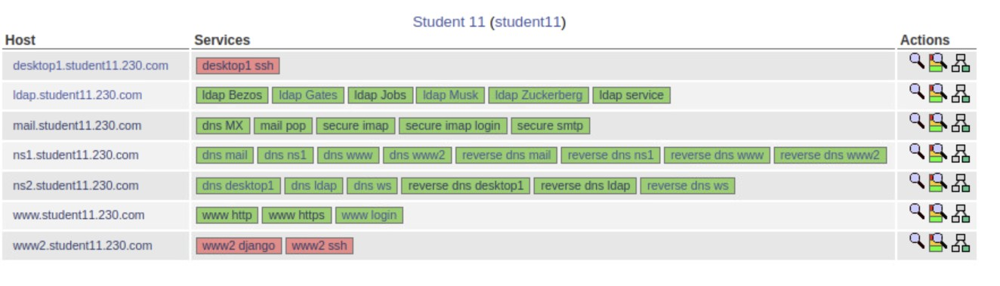 Student 11 (student11)
Host Services Actions
desktop1.student11.230.com desktop1 ssh
ldap.student11.230.com ldap Bezos ldap Gates ldap Jobs ldap Musk ldap Zuckerberg ldap service
mail.student11.230.com dns MX mail pop secure imap secure imap login secure smtp
ns1.student11.230.com dns mail dns ns1 dns www dns www2 reverse dns mail reverse dns ns1 reverse dns www reverse dns www2
ns2.student11.230.com dns desktop1 dns ldap dns ws reverse dns desktop1 reverse dns ldap reverse dns ws
www.student11.230.com www http www https www login
www2.student11.230.com www2 django www2 ssh